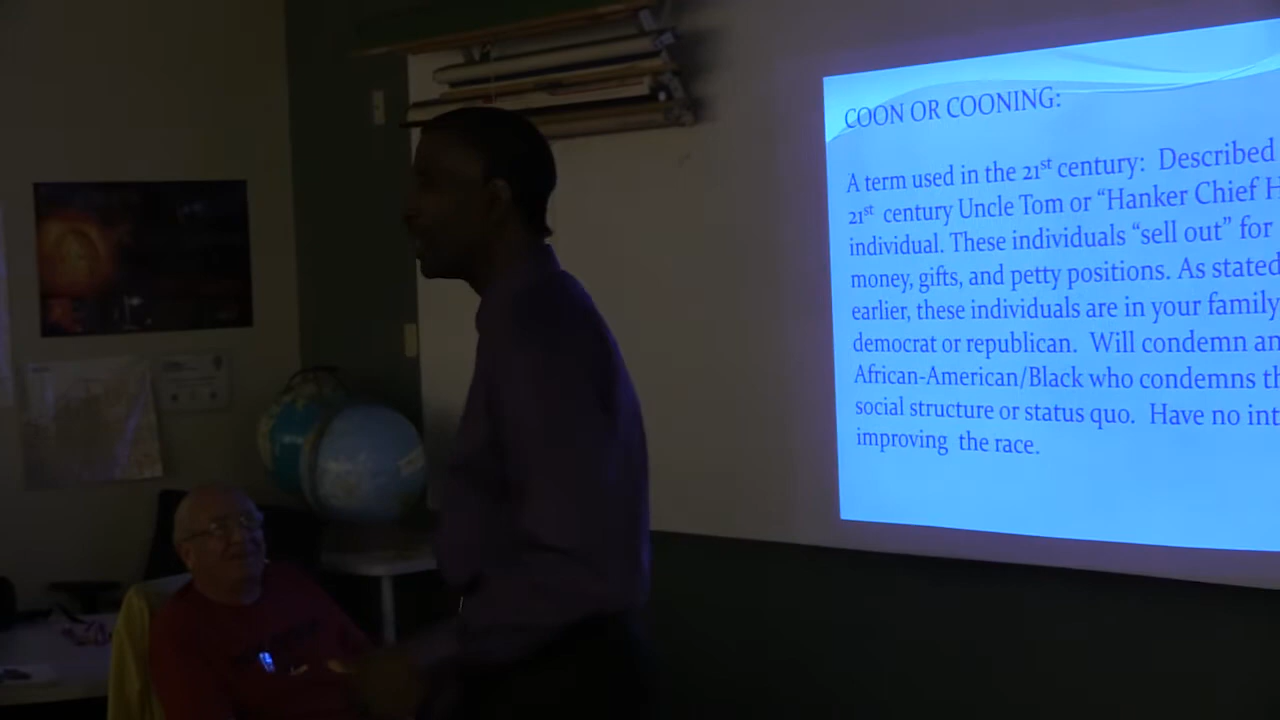 COON OR COONING:
A term used in the 21st century: Described
21st century Uncle Tom or “Hanker Chief H
individual. These individuals “sell out” for
money, gifts, and petty positions. As stated
earlier, these individuals are in your family
democrat or republican. Will condemn an
African-American/Black who condemns th
social structure or status quo. Have no int
improving the race.